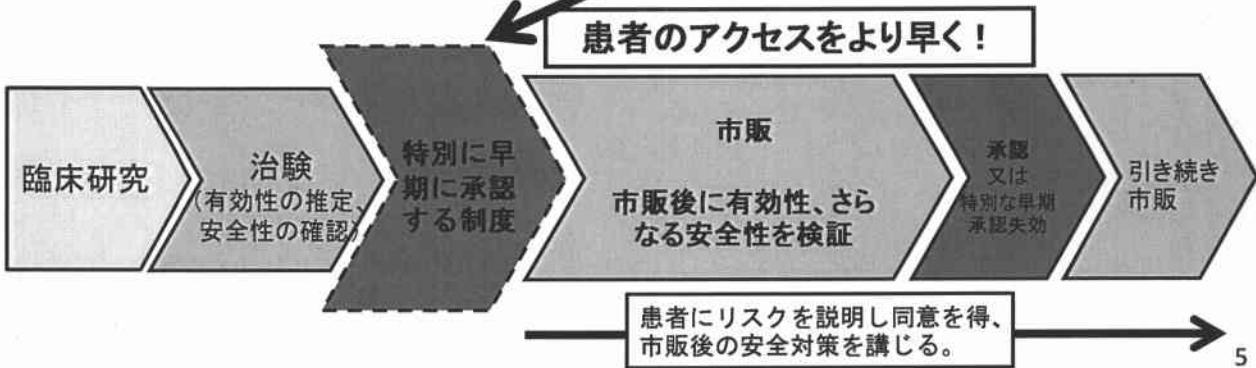 患者のアクセスをより早く!
臨床研究
治験
(有効性の推定、
安全性の確認)
特別に早
期に承認
する制度
市販
市販後に有効性、さら
なる安全性を検証
承認
又は
特別な早期
承認失効
引き続き
市販
患者にリスクを説明し同意を得、
市販後の安全対策を講じる。
5